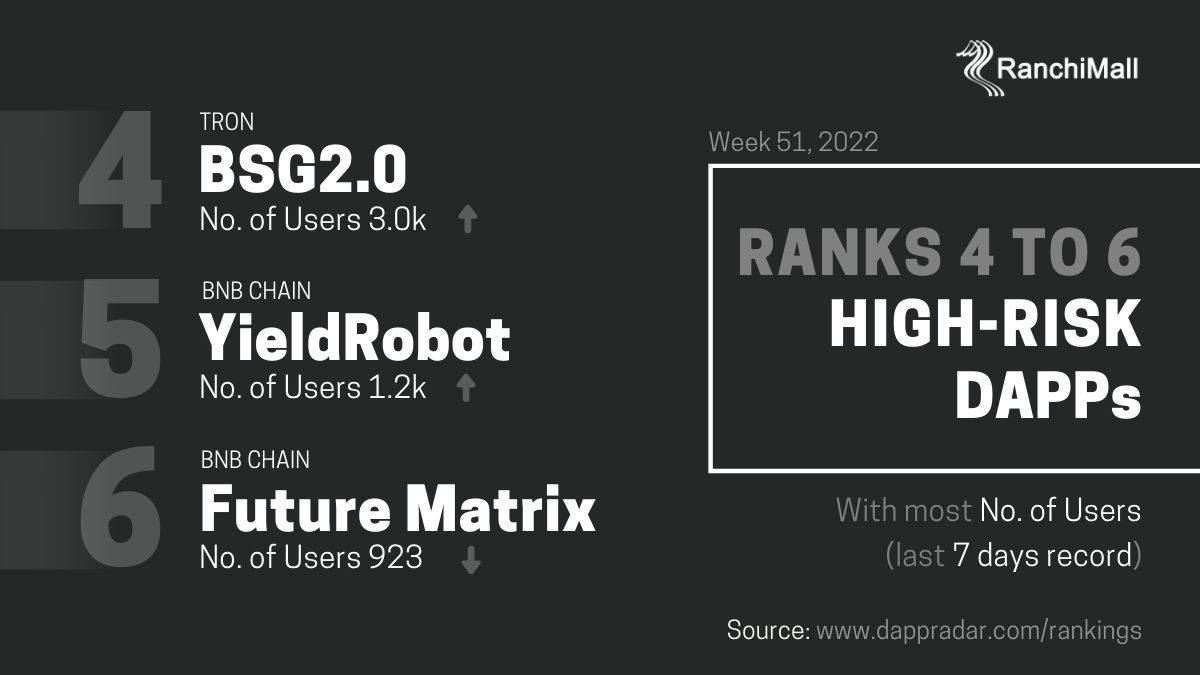 RanchiMall
4
TRON
BSG2.0
No. of Users 3.0k
5
BNB CHAIN
YieldRobot
No. of Users 1.2k
6
BNB CHAIN
Future Matrix
No. of Users 923
Week 51, 2022
RANKS 4 TO 6
HIGH-RISK
DAPPs
With most No. of Users
(last 7 days record)
Source: www.dappradar.com/rankings